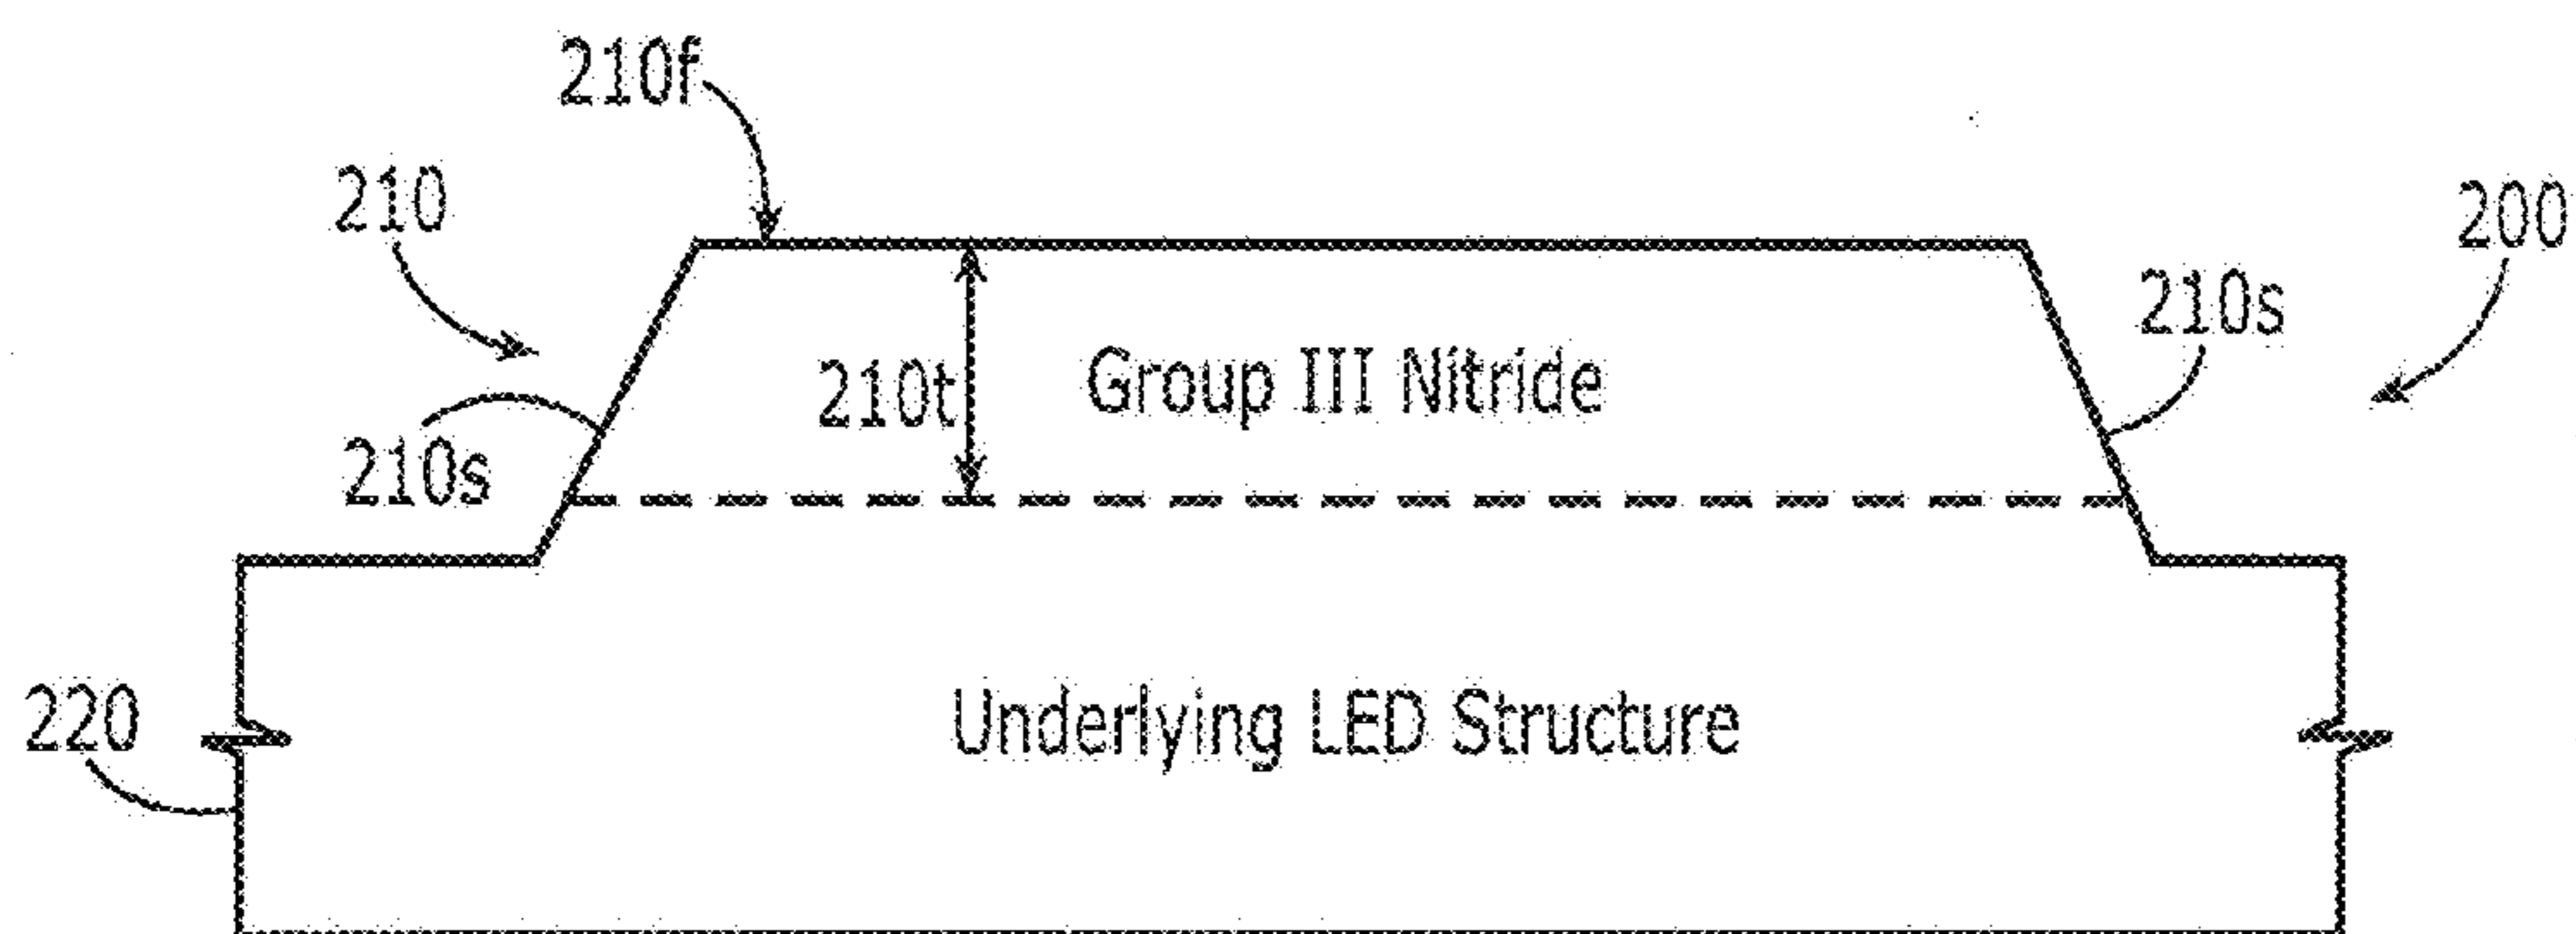 210f
210
200
210s
210t
Group III Nitride
210s
220
Underlying LED Structure